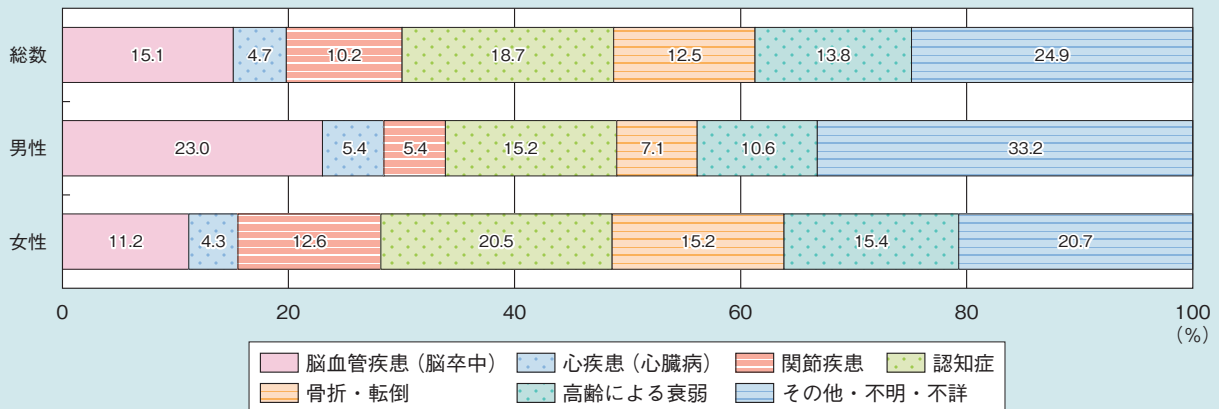 総数 15.1 4.7 10.2 18.7 12.5 13.8 24.9
男性 23.0 5.4 5.4 15.2 7.1 10.6 33.2
女性 11.2 4.3 12.6 20.5 15.2 15.4 20.7
0 20 40 60 80 100
(%)
脳血管疾患(脳卒中) 心疾患(心臓病) 関節疾患 認知症
骨折・転倒 高齢による衰弱 その他・不明・不詳